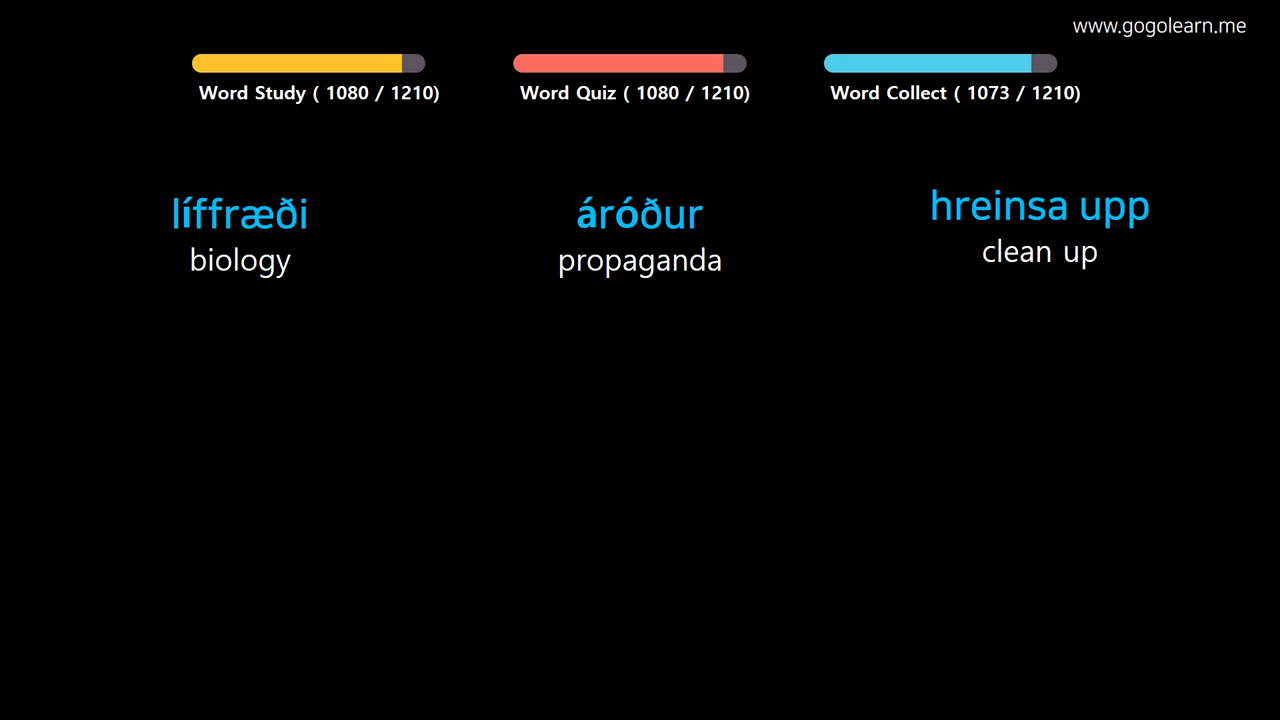 www.gogolearn.me
Word Study ( 1080 / 1210)
Word Quiz ( 1080 / 1210)
Word Collect ( 1073 / 1210)
líffræði
biology
áróður
propaganda
hreinsa upp
clean up